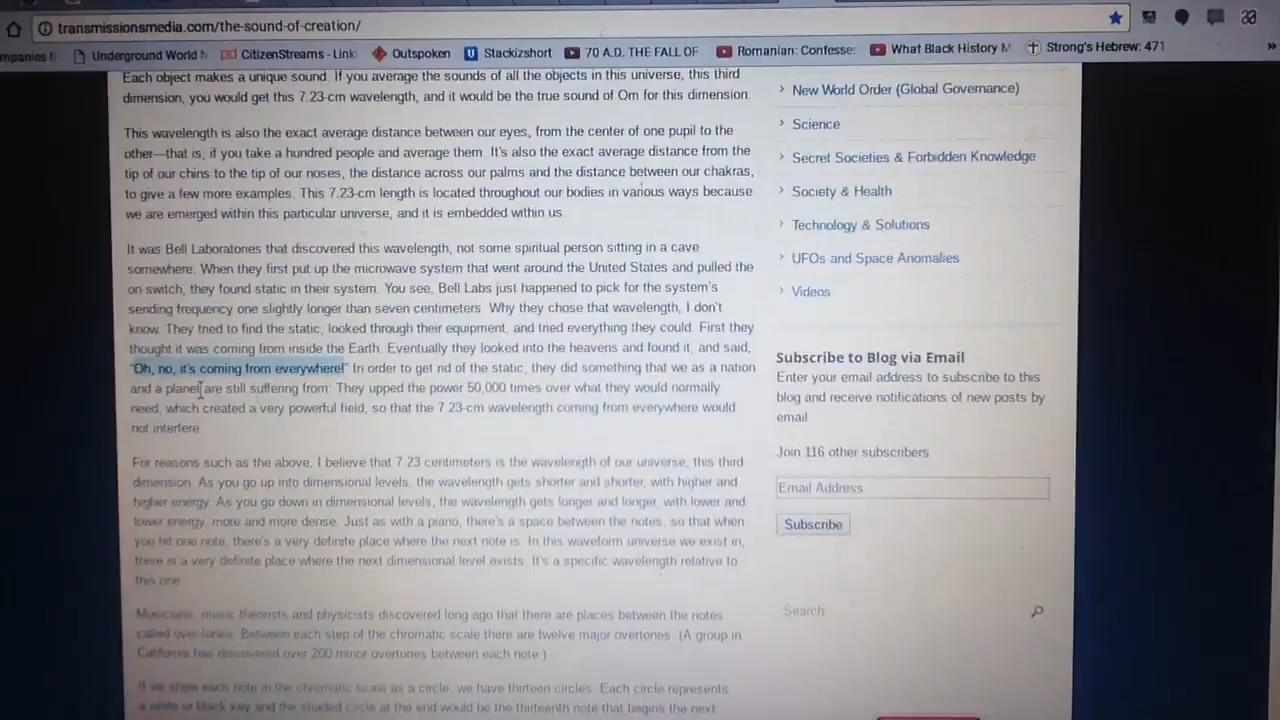 transmissionsmedia.com/the-sound-of-creation/
mpanies f Underground World N CitizenStreams - Link Outspoken Stackizshort 70 A.D. THE FALL OF Romanian: Confesse: What Black History M Strong's Hebrew: 471 »
Each object makes a unique sound. If you average the sounds of all the objects in this universe, this third
dimension, you would get this 7.23-cm wavelength, and it would be the true sound of Om for this dimension.
This wavelength is also the exact average distance between our eyes, from the center of one pupil to the
other—that is, if you take a hundred people and average them. It's also the exact average distance from the
tip of our chins to the tip of our noses, the distance across our palms and the distance between our chakras,
to give a few more examples. This 7.23-cm length is located throughout our bodies in various ways because
we are emerged within this particular universe, and it is embedded within us.
It was Bell Laboratories that discovered this wavelength, not some spiritual person sitting in a cave
somewhere. When they first put up the microwave system that went around the United States and pulled the
on switch, they found static in their system. You see, Bell Labs just happened to pick for the system's
sending frequency one slightly longer than seven centimeters. Why they chose that wavelength, I don't
know. They tried to find the static, looked through their equipment, and tried everything they could. First they
thought it was coming from inside the Earth. Eventually they looked into the heavens and found it, and said,
"Oh, no, it's coming from everywhere!" In order to get rid of the static, they did something that we as a nation
and a planet are still suffering from: They upped the power 50,000 times over what they would normally
need, which created a very powerful field, so that the 7.23-cm wavelength coming from everywhere would
not interfere.
For reasons such as the above, I believe that 7.23 centimeters is the wavelength of our universe, this third
dimension. As you go up into dimensional levels, the wavelength gets shorter and shorter, with higher and
higher energy. As you go down in dimensional levels, the wavelength gets longer and longer, with lower and
lower energy, more and more dense. Just as with a piano, there's a space between the notes, so that when
you hit one note, there's a very definite place where the next note is. In this waveform universe we exist in,
there is a very definite place where the next dimensional level exists. It's a specific wavelength relative to
this one.
Musicians, music theorists and physicists discovered long ago that there are places between the notes
called overtones. Between each step of the chromatic scale there are twelve major overtones. (A group in
California has discovered over 200 minor overtones between each note.)
If we show each note in the chromatic scale as a circle, we have thirteen circles. Each circle represents
a white or black key and the shaded circle at the end would be the thirteenth note that begins the next
New World Order (Global Governance)
Science
Secret Societies & Forbidden Knowledge
Society & Health
Technology & Solutions
UFOs and Space Anomalies
Videos
Subscribe to Blog via Email
Enter your email address to subscribe to this
blog and receive notifications of new posts by
email.
Join 116 other subscribers
Email Address
Subscribe
Search